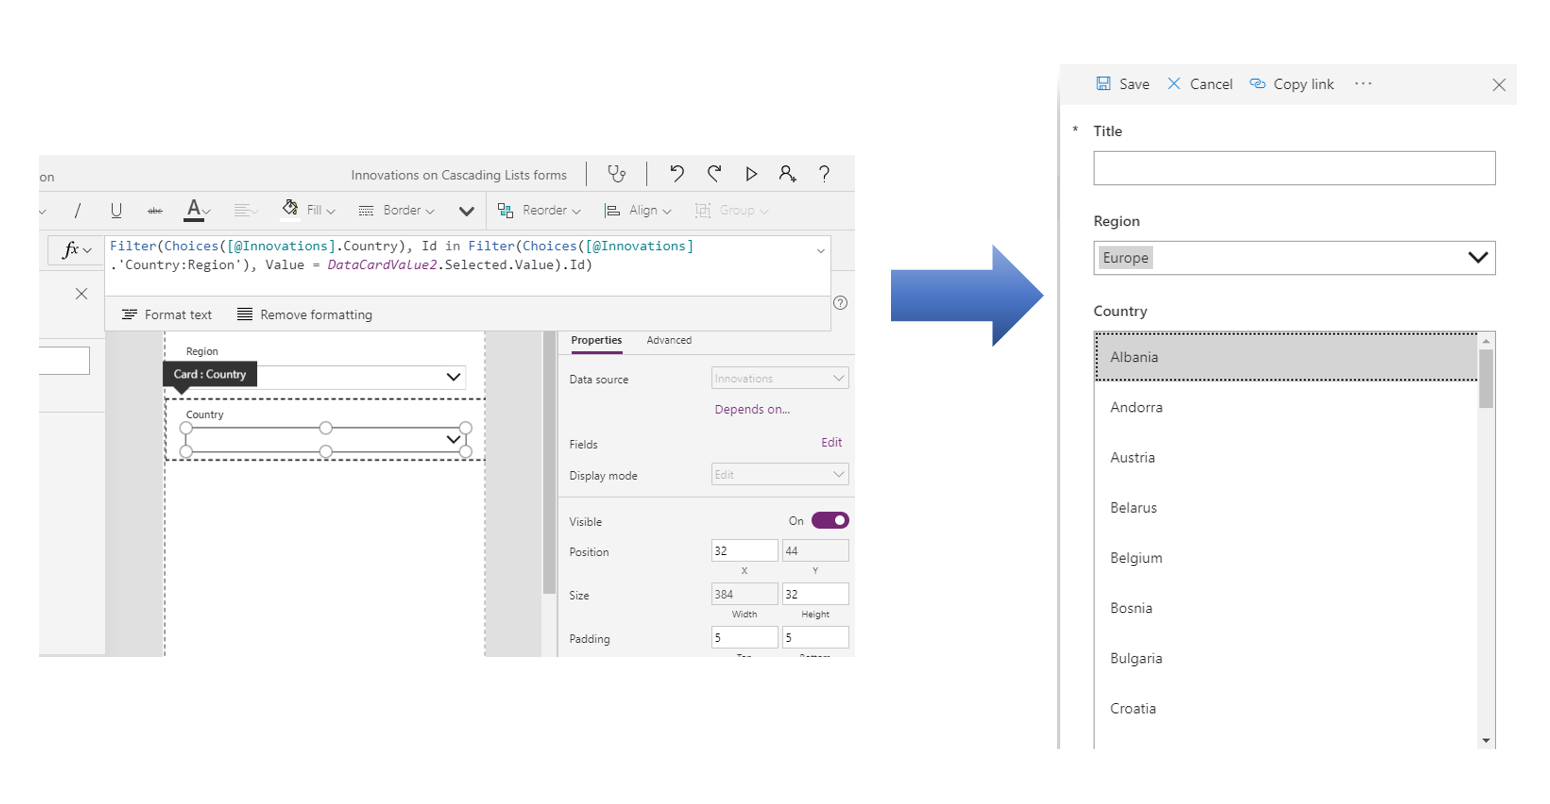 on
Innovations on Cascading Lists forms
?
/ U abc A Fill Border Reorder Align Group
fx
Filter(Choices([@Innovations].Country), Id in Filter(Choices([@Innovations]
.'Country:Region'), Value = DataCardValue2.Selected.Value).Id)
Format text Remove formatting
?
Region
Card : Country
Country
Properties Advanced
Data source Innovations
Depends on...
Fields Edit
Display mode Edit
Visible On
Position 32 44
X Y
Size 384 32
Width Height
Padding 5 5
Save Cancel Copy link ...
* Title
Region
Europe
Country
Albania
Andorra
Austria
Belarus
Belgium
Bosnia
Bulgaria
Croatia